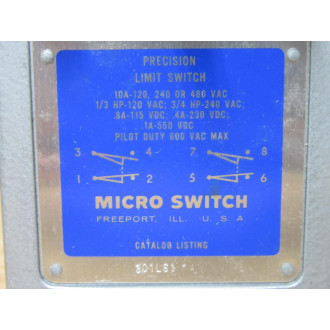 PRECISION
LIMIT SWITCH
10A-120, 240 OR 480 VAC
1/3 HP-120 VAC; 3/4 HP-240 VAC;
.8A-115 VDC; .4A-230 VDC;
.1A-550 VDC
PILOT DUTY 600 VAC MAX
3 4 7 8
1 2 5 6
MICRO SWITCH
FREEPORT, ILL. U. S. A
CATALOG LISTING